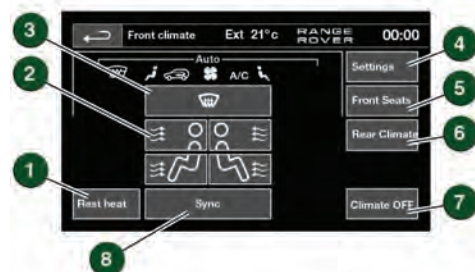 3
Front climate Ext 21°c RANGE ROVER 00:00
4
Auto
A/C
Settings
2
5
Front Seats
6
Rear Climate
1
Rest heat
Sync
Climate OFF
7
8